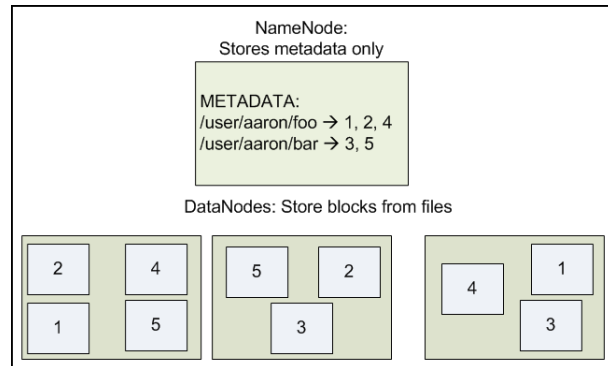 NameNode:
Stores metadata only
METADATA:
/user/aaron/foo → 1, 2, 4
/user/aaron/bar → 3, 5
DataNodes: Store blocks from files
2 4
1 5
5 2
3
1
4
3